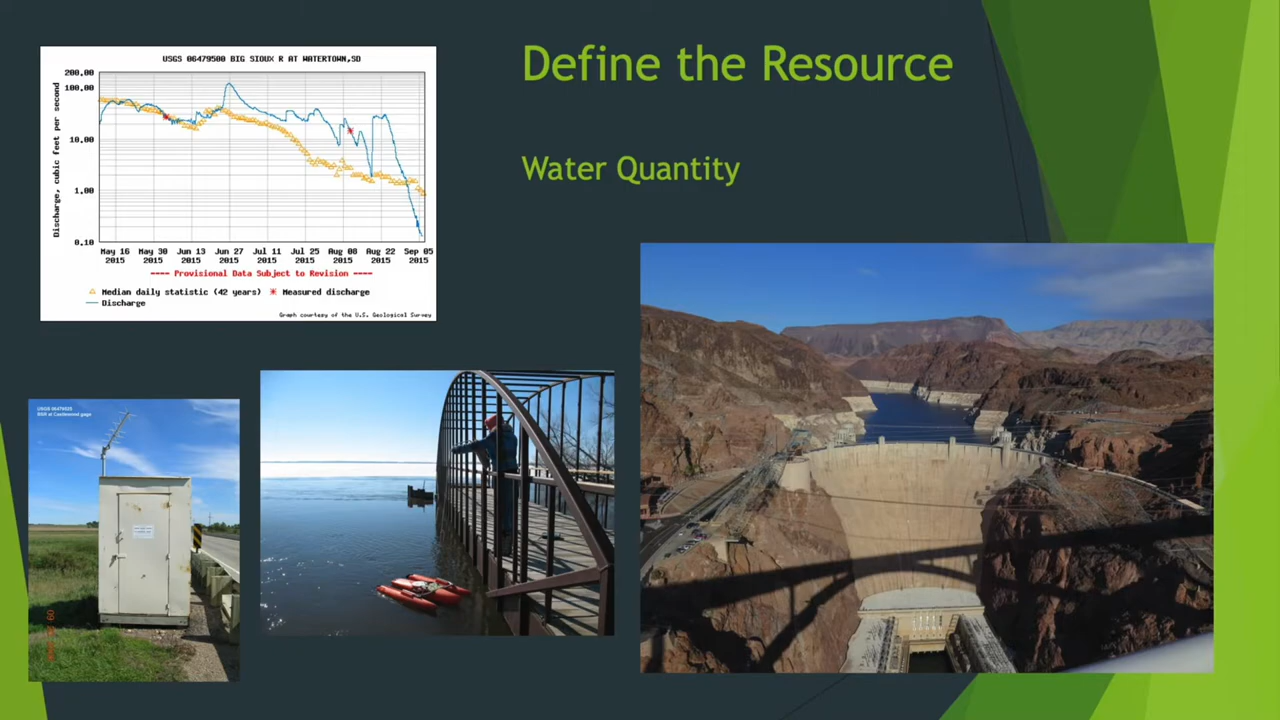 Define the Resource
Water Quantity
USGS 06479500 BIG SIOUX R AT WATERTOWN,SD
Discharge, cubic feet per second
200,00
100,00
10,00
1,00
0,10
May 16 May 30 Jun 13 Jun 27 Jul 11 Jul 25 Aug 08 Aug 22 Sep 05
2015 2015 2015 2015 2015 2015 2015 2015 2015
---- Provisional Data Subject to Revision ----
Median daily statistic (42 years) Measured discharge
Discharge
Graph courtesy of the U.S. Geological Survey